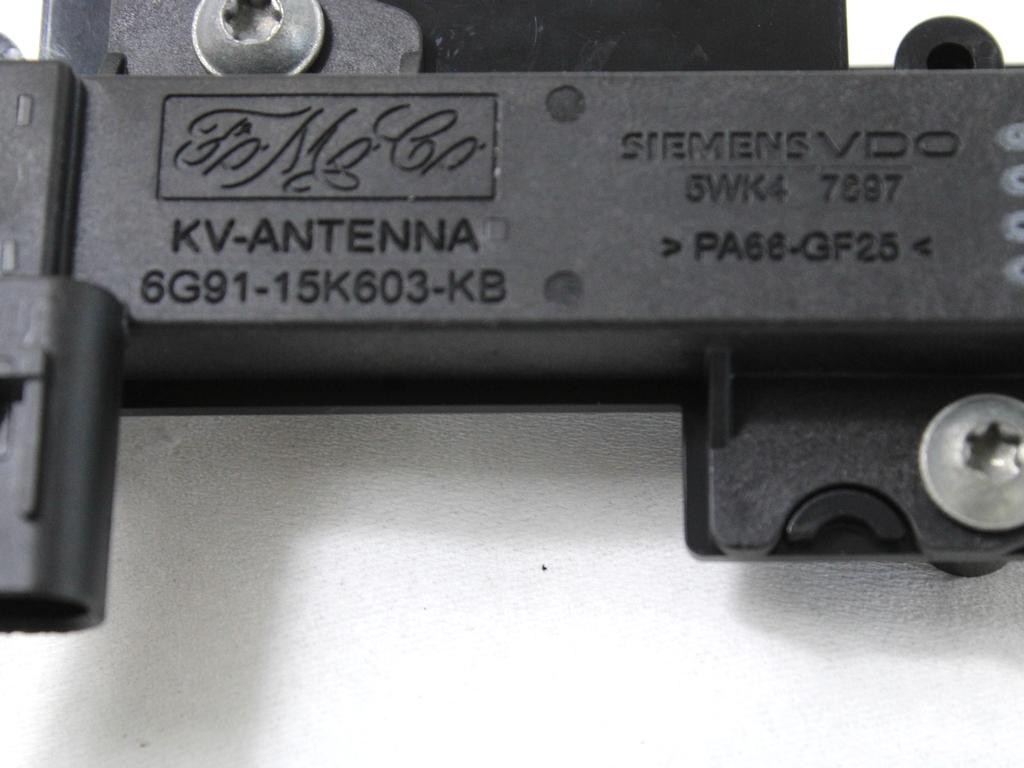 FoMoCo
KV-ANTENNA
6G91-15K603-KB
SIEMENS VDO
5WK4 7697
> PA66-GF25 <